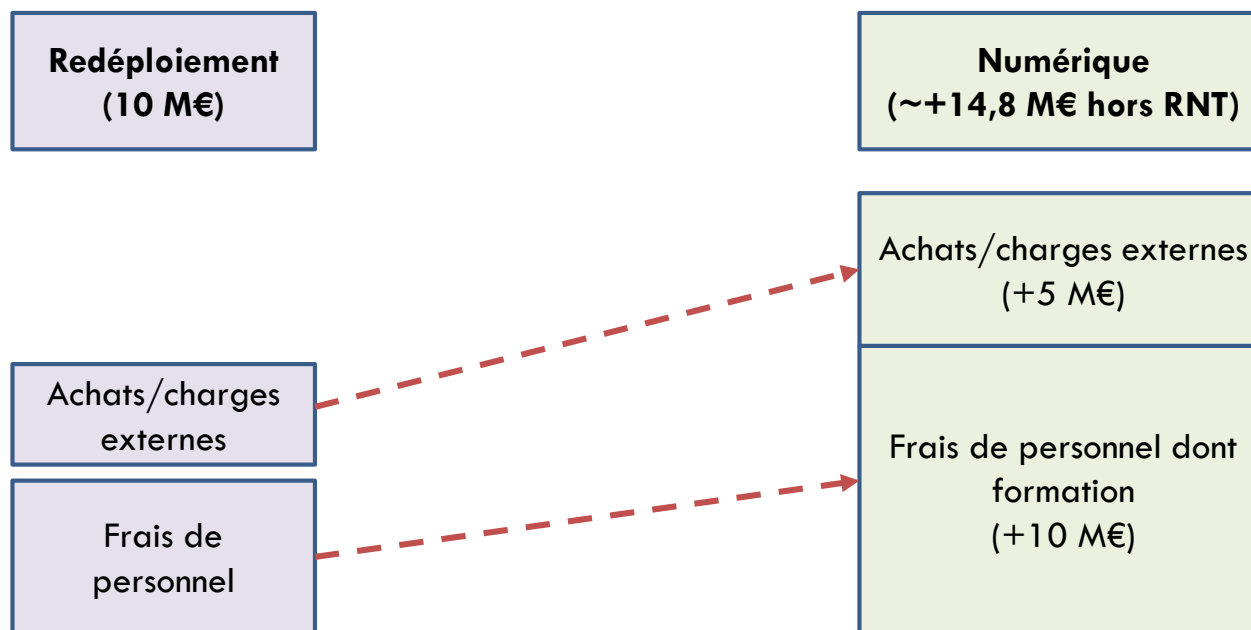 Redéploiement
(10 M€)
Numérique
(~+14,8 M€ hors RNT)
Achats/charges externes
(+5 M€)
Achats/charges
externes
Frais de personnel dont
formation
(+10 M€)
Frais de
personnel